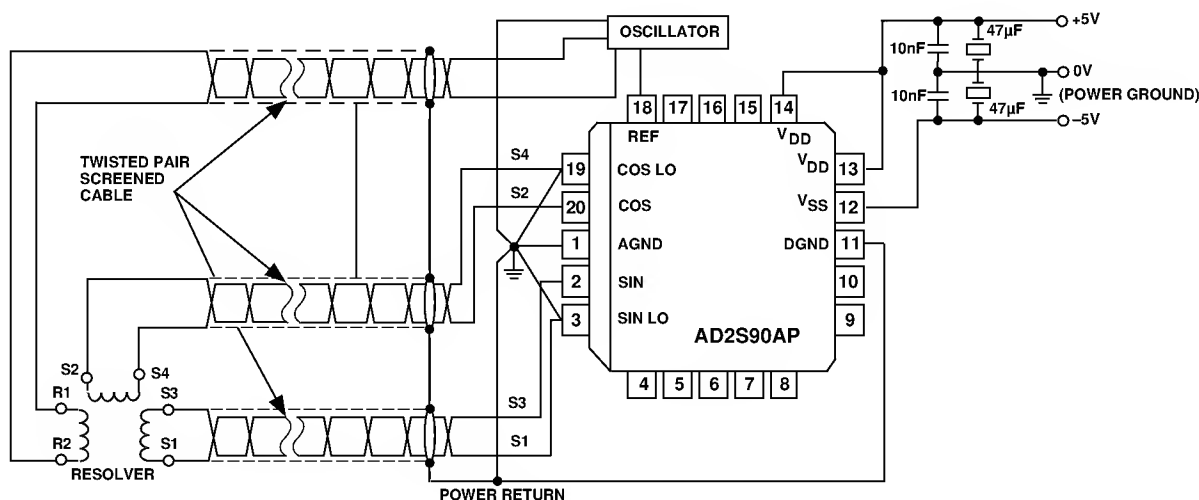 OSCILLATOR
47µF
+5V
10nF
0V
(POWER GROUND)
10nF
47µF
–5V
18 17 16 15 14
REF
VDD
TWISTED PAIR
SCREENED
CABLE
S4
19 COS LO
VDD 13
S2
20 COS
VSS 12
1 AGND
DGND 11
2 SIN
10
3 SIN LO
9
AD2S90AP
4 5 6 7 8
S2
S4
R1
S3
S3
R2
S1
S1
RESOLVER
POWER RETURN